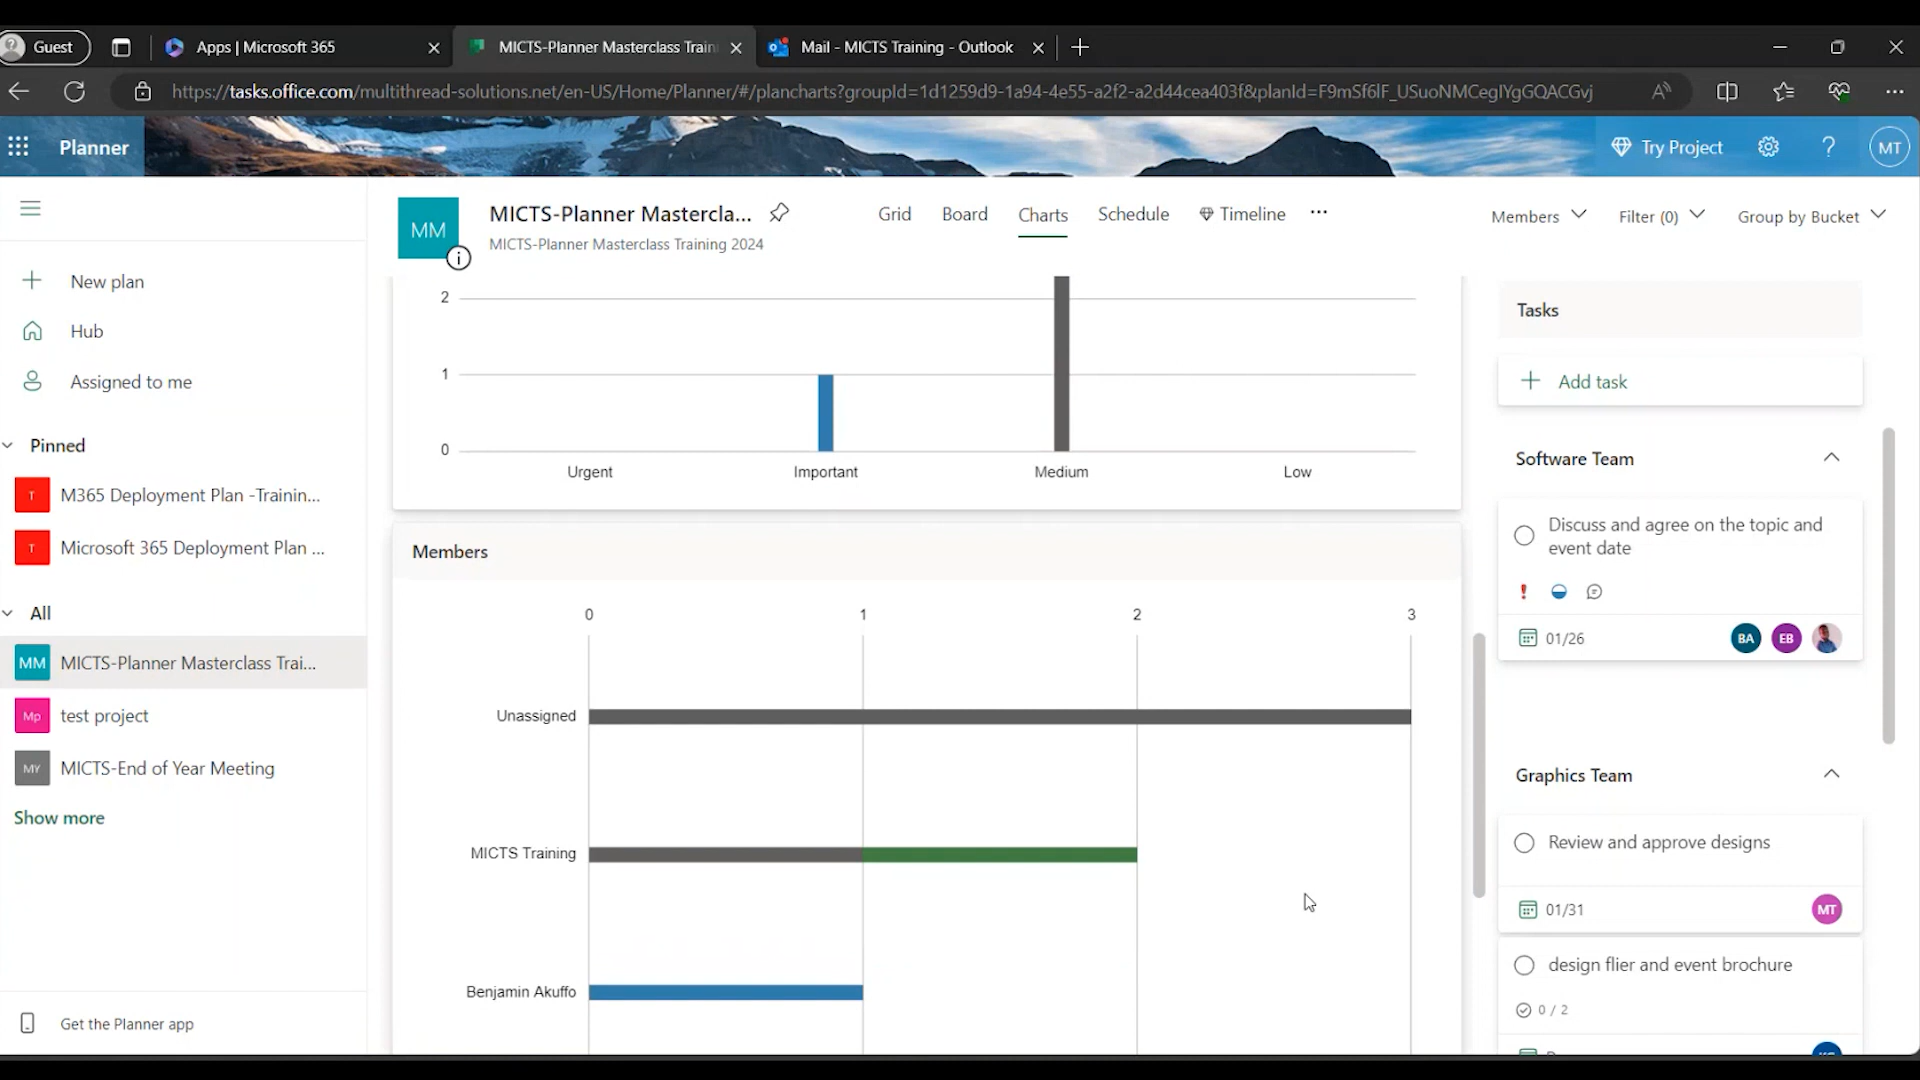 Guest
Apps | Microsoft 365
MICTS-Planner Masterclass Train
Mail - MICTS Training - Outlook
https://tasks.office.com/multithread-solutions.net/en-US/Home/Planner/#/plancharts?groupId=1d1259d9-1a94-4e55-a2f2-a2d44cea403f&planId=F9mSf6lF_USuoNMCeglYgGQACGvj
Planner
Try Project
MT
MM
MICTS-Planner Mastercla...
MICTS-Planner Masterclass Training 2024
Grid
Board
Charts
Schedule
Timeline
Members
Filter (0)
Group by Bucket
New plan
Hub
Assigned to me
Pinned
T
M365 Deployment Plan -Trainin...
T
Microsoft 365 Deployment Plan ...
All
MM
MICTS-Planner Masterclass Trai...
Mp
test project
MY
MICTS-End of Year Meeting
Show more
Get the Planner app
2
1
0
Urgent
Important
Medium
Low
Members
0
1
2
3
Unassigned
MICTS Training
Benjamin Akuffo
Tasks
Add task
Software Team
Discuss and agree on the topic and
event date
01/26
BA
EB
Graphics Team
Review and approve designs
01/31
MT
design flier and event brochure
0 / 2